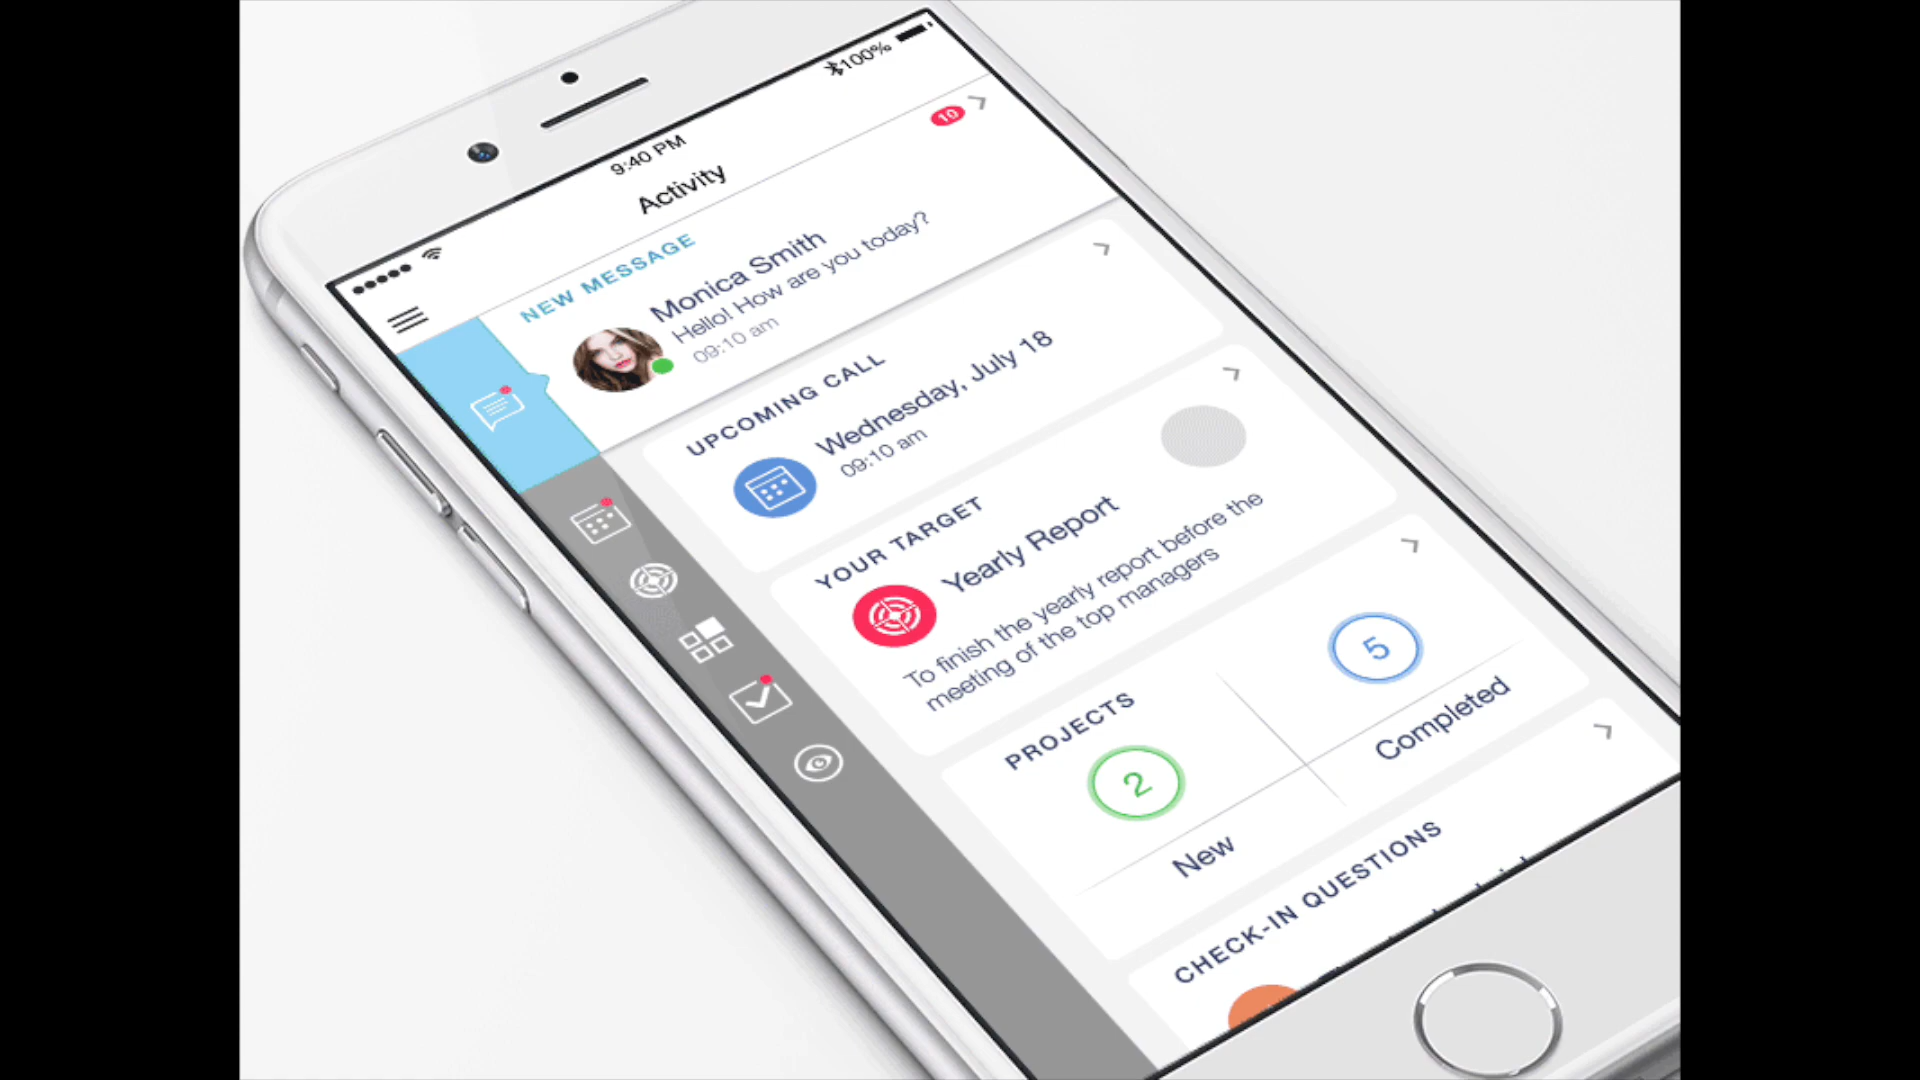 100%
9:40 PM
Activity
10
NEW MESSAGE
Monica Smith
Hello! How are you today?
09:10 am
UPCOMING CALL
Wednesday, July 18
09:10 am
YOUR TARGET
Yearly Report
To finish the yearly report before the
meeting of the top managers
PROJECTS
2
New
5
Completed
CHECK-IN QUESTIONS